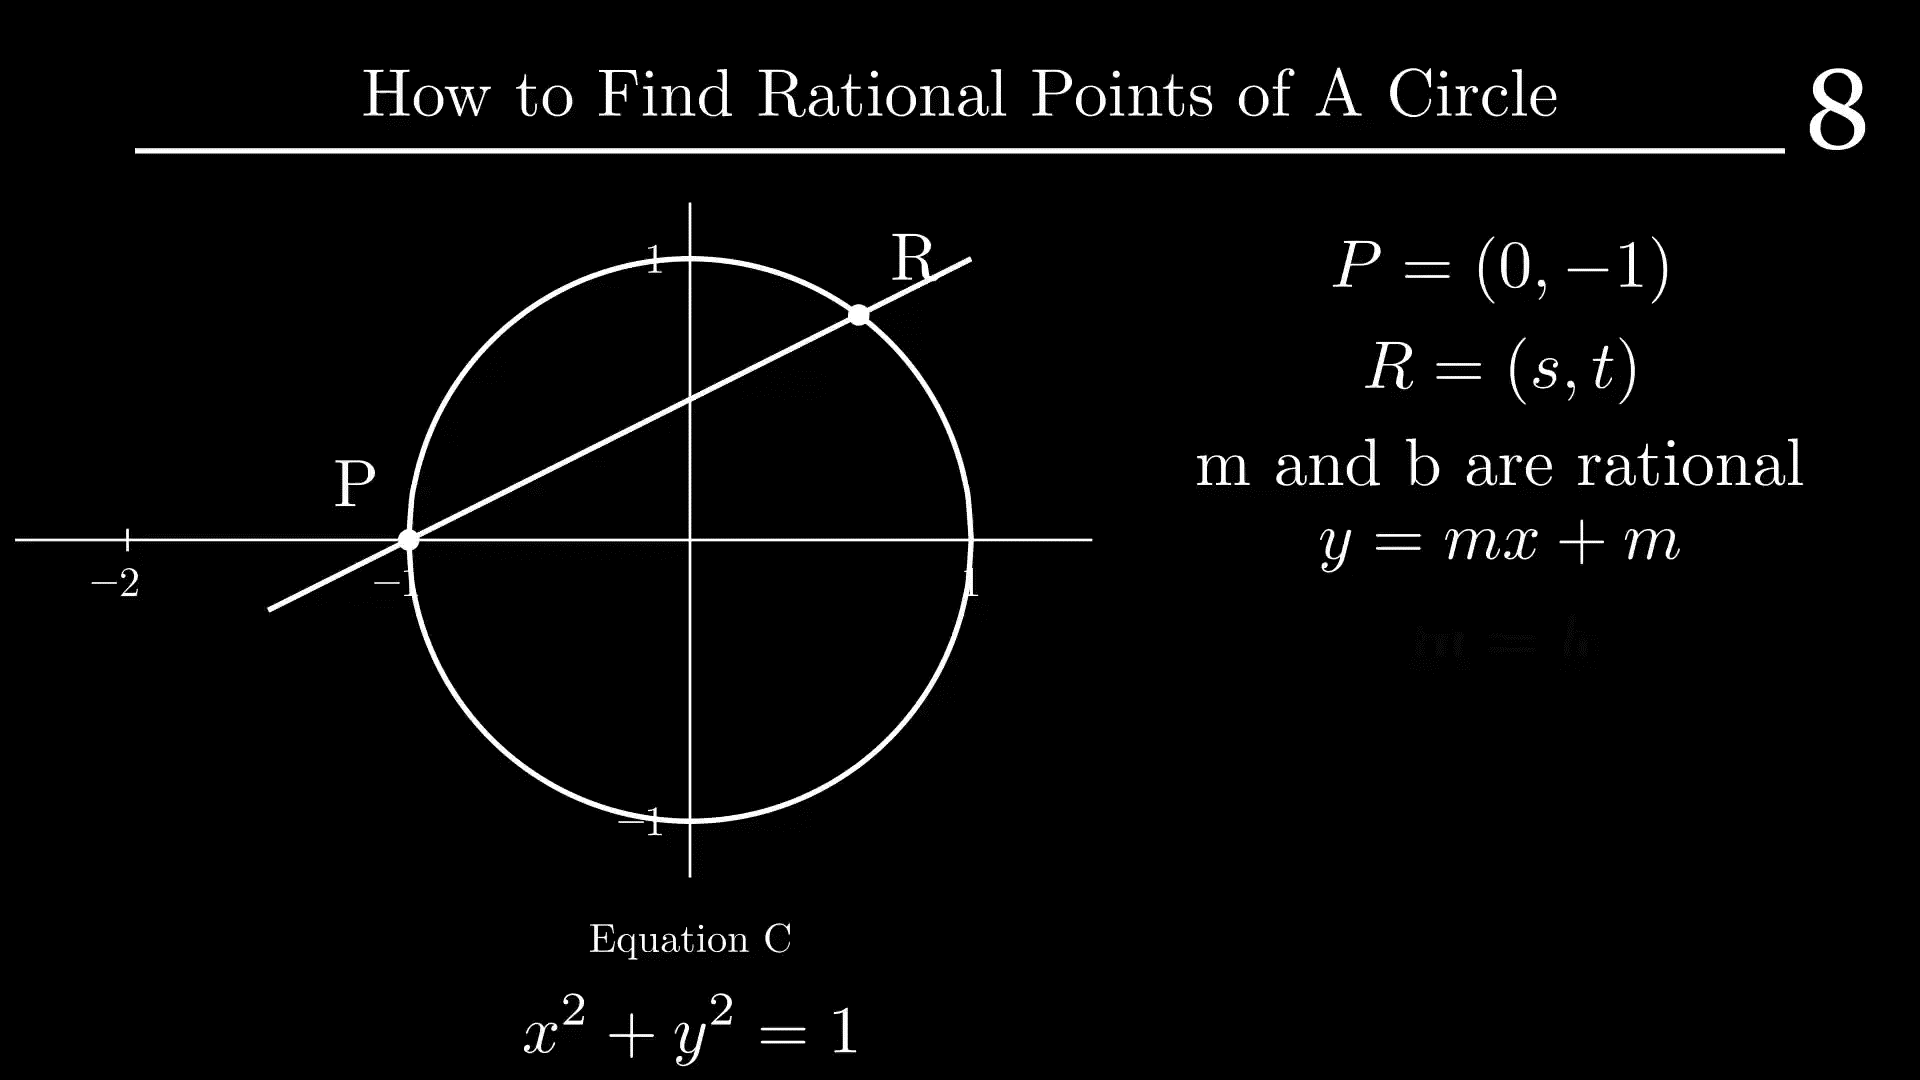 How to Find Rational Points of A Circle
8
P = (0, −1)
R = (s, t)
m and b are rational
y = mx + m
m = b
1
R
P
−2
−1
1
−1
Equation C
x² + y² = 1